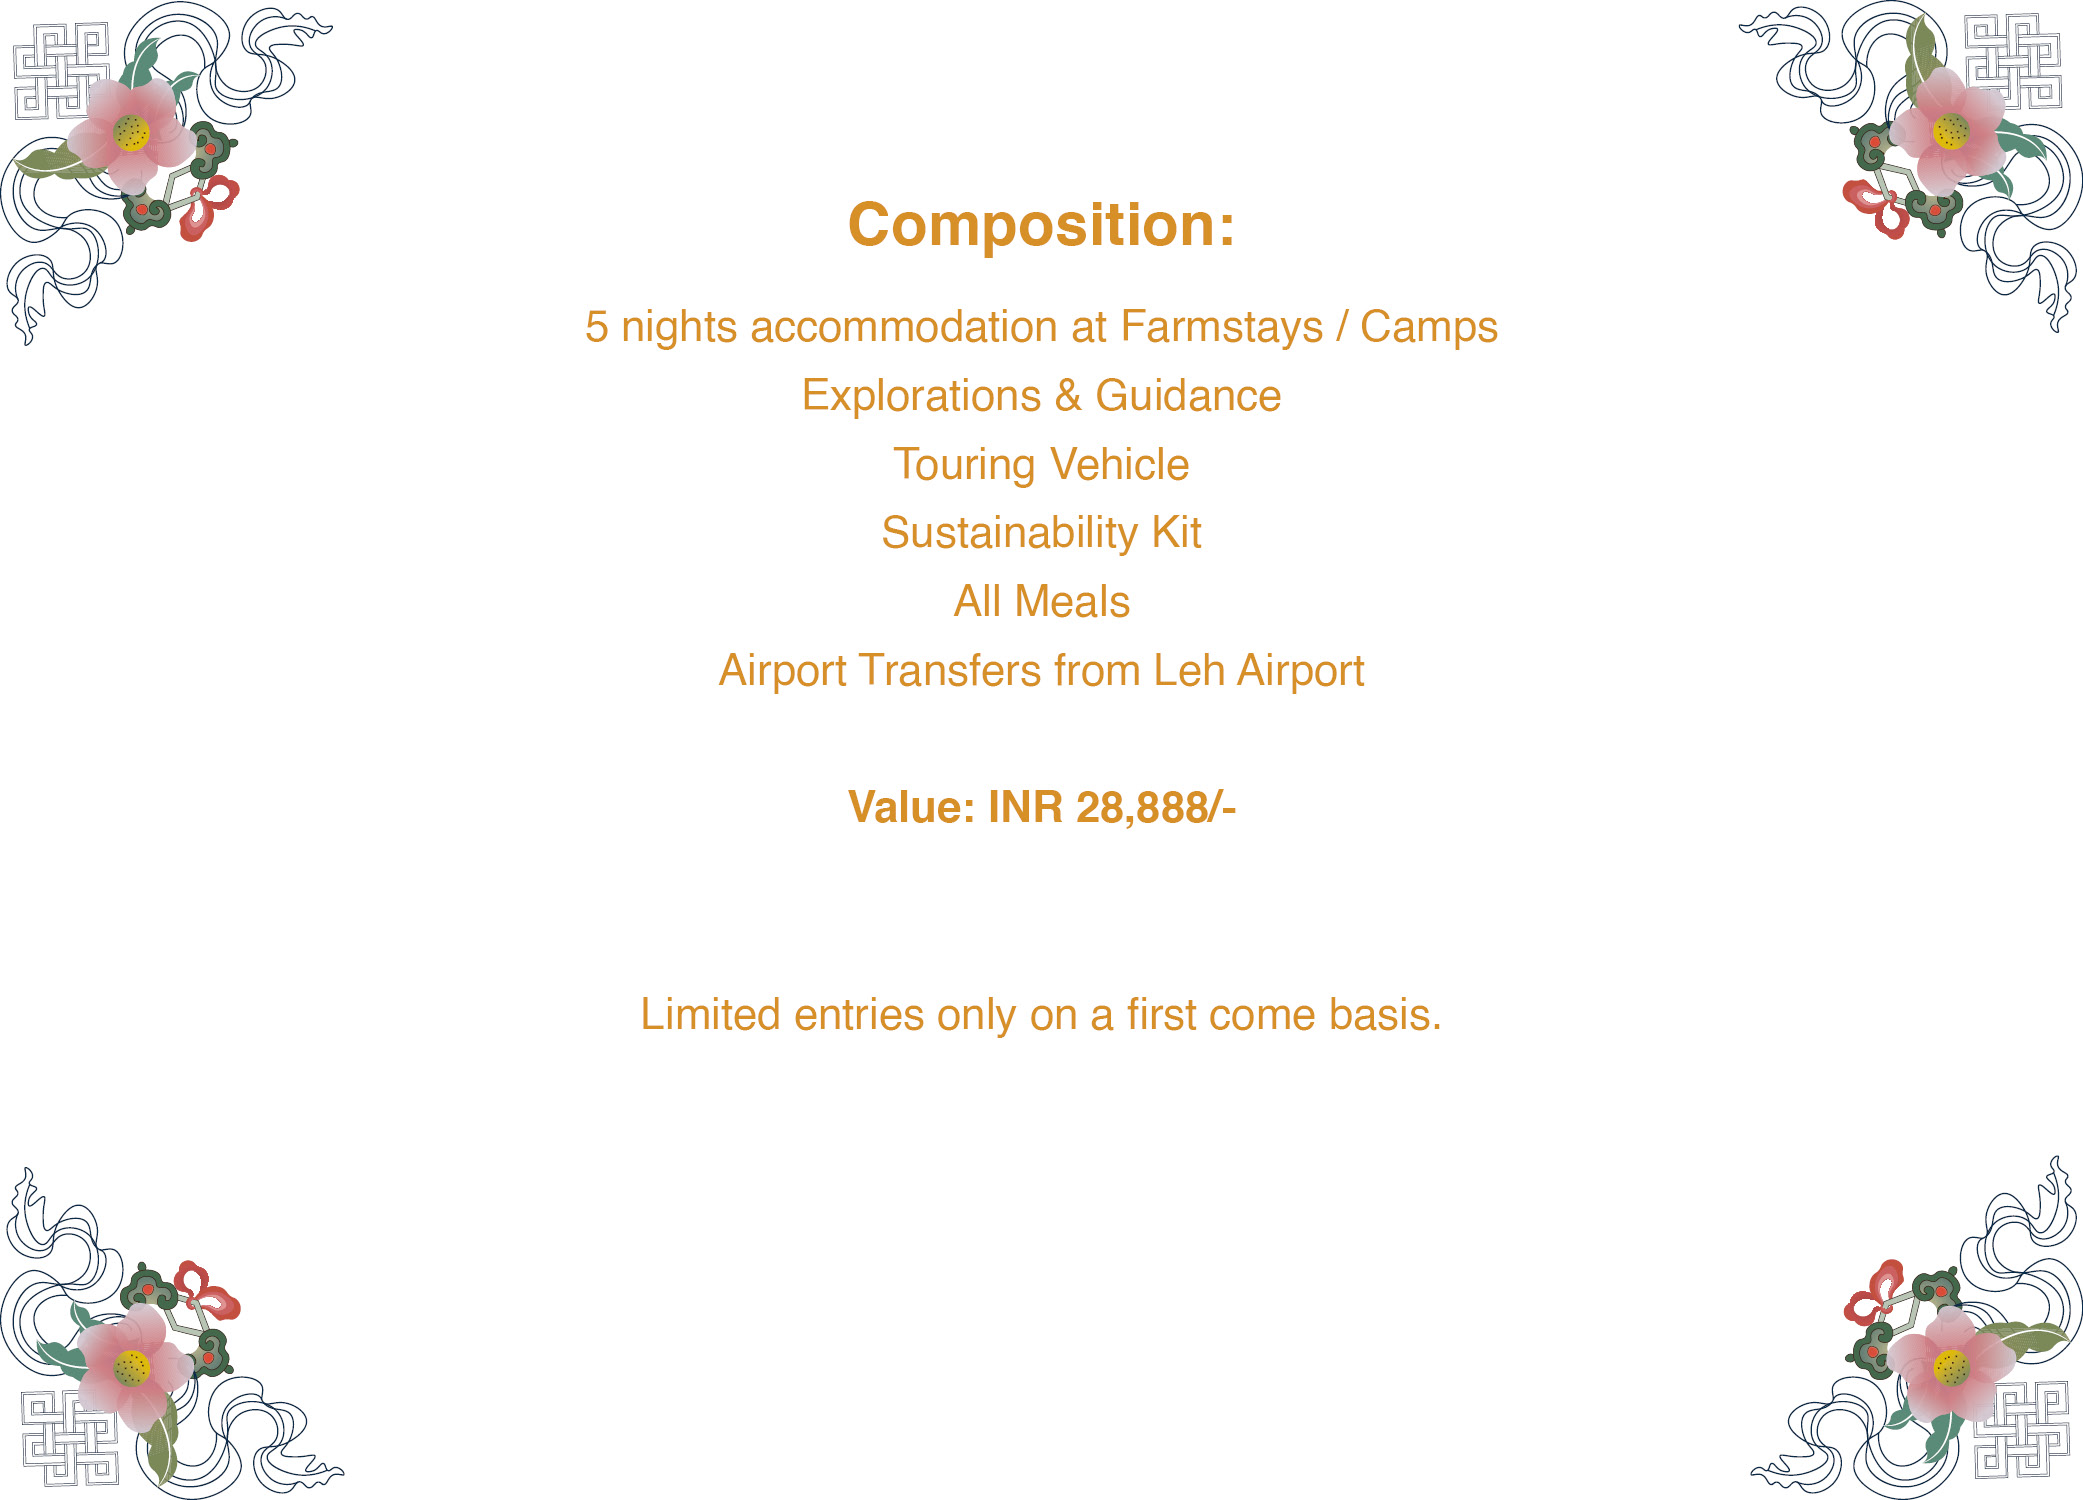 Composition:
5 nights accommodation at Farmstays / Camps
Explorations & Guidance
Touring Vehicle
Sustainability Kit
All Meals
Airport Transfers from Leh Airport
Value: INR 28,888/-
Limited entries only on a first come basis.